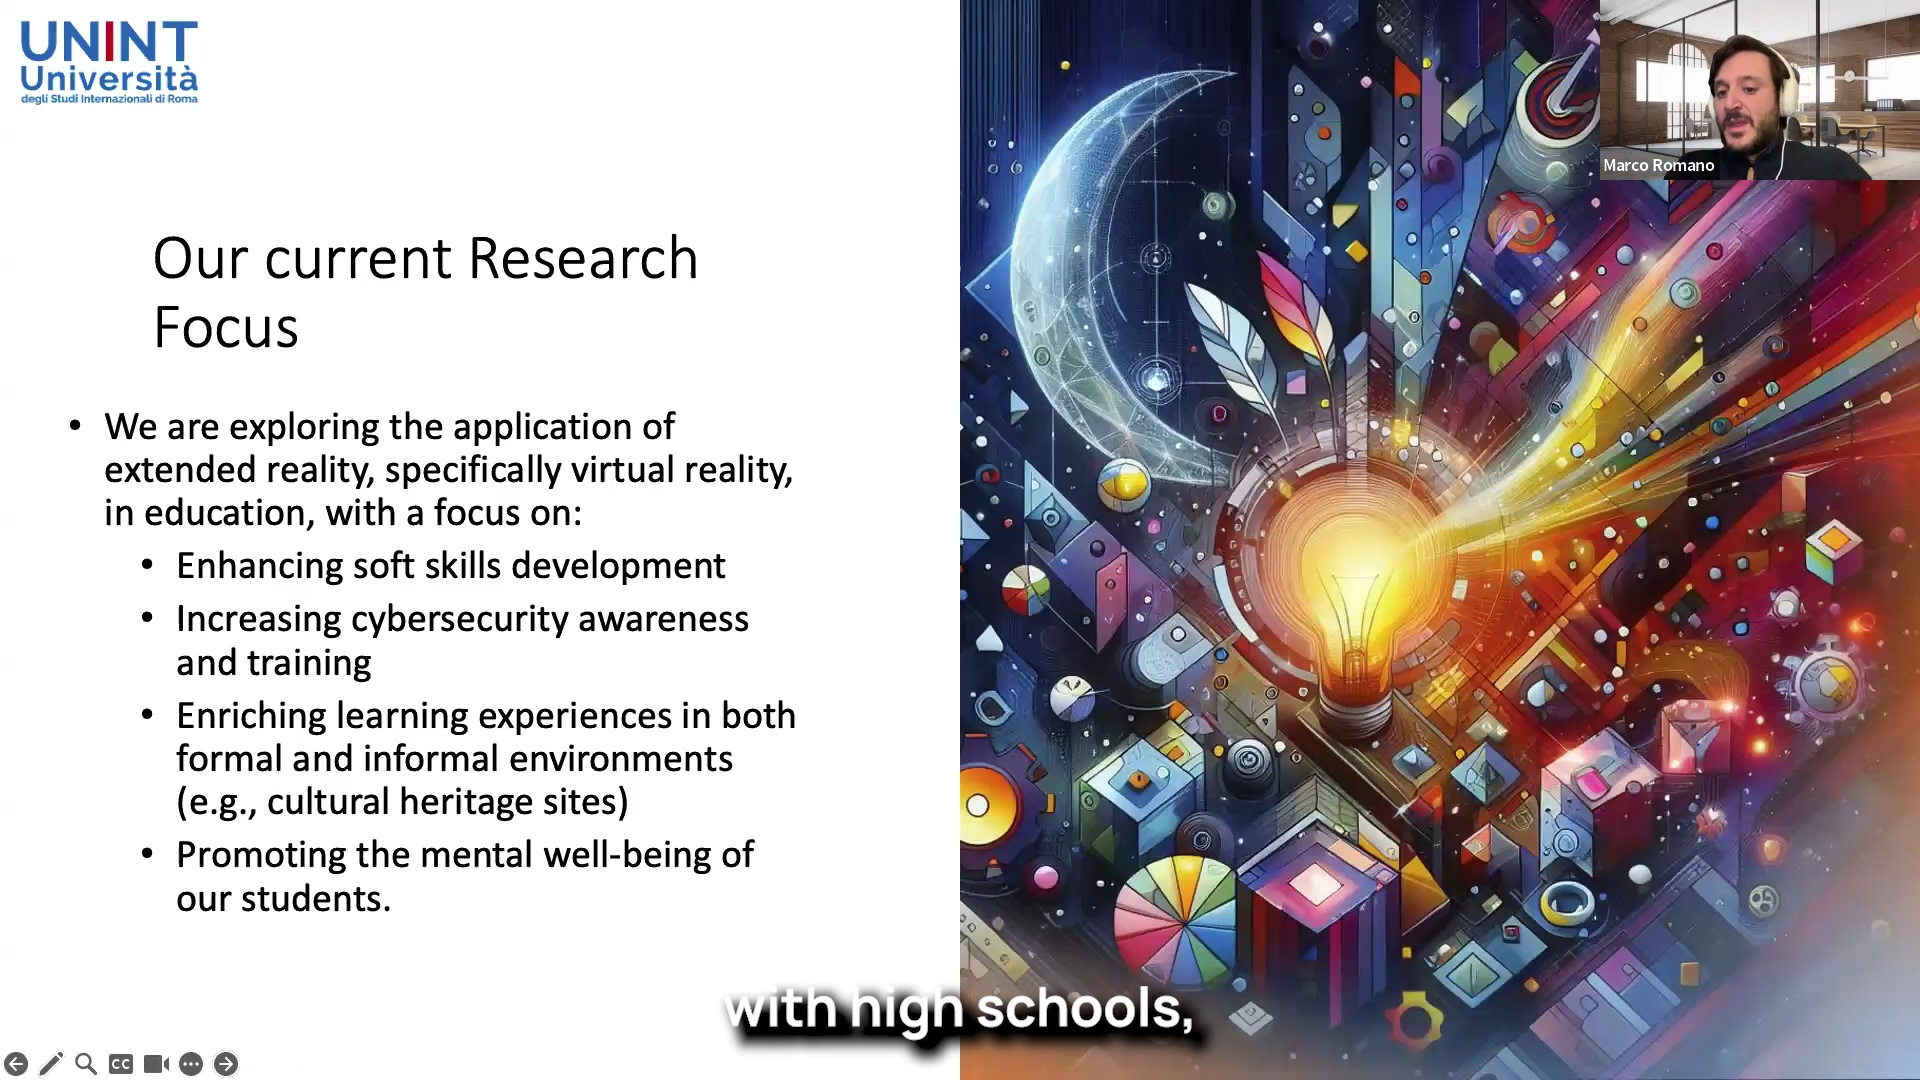 UNINT
Università
degli Studi Internazionali di Roma
Marco Romano
Our current Research
Focus
• We are exploring the application of
extended reality, specifically virtual reality,
in education, with a focus on:
• Enhancing soft skills development
• Increasing cybersecurity awareness
and training
• Enriching learning experiences in both
formal and informal environments
(e.g., cultural heritage sites)
• Promoting the mental well-being of
our students.
with high schools,
CC